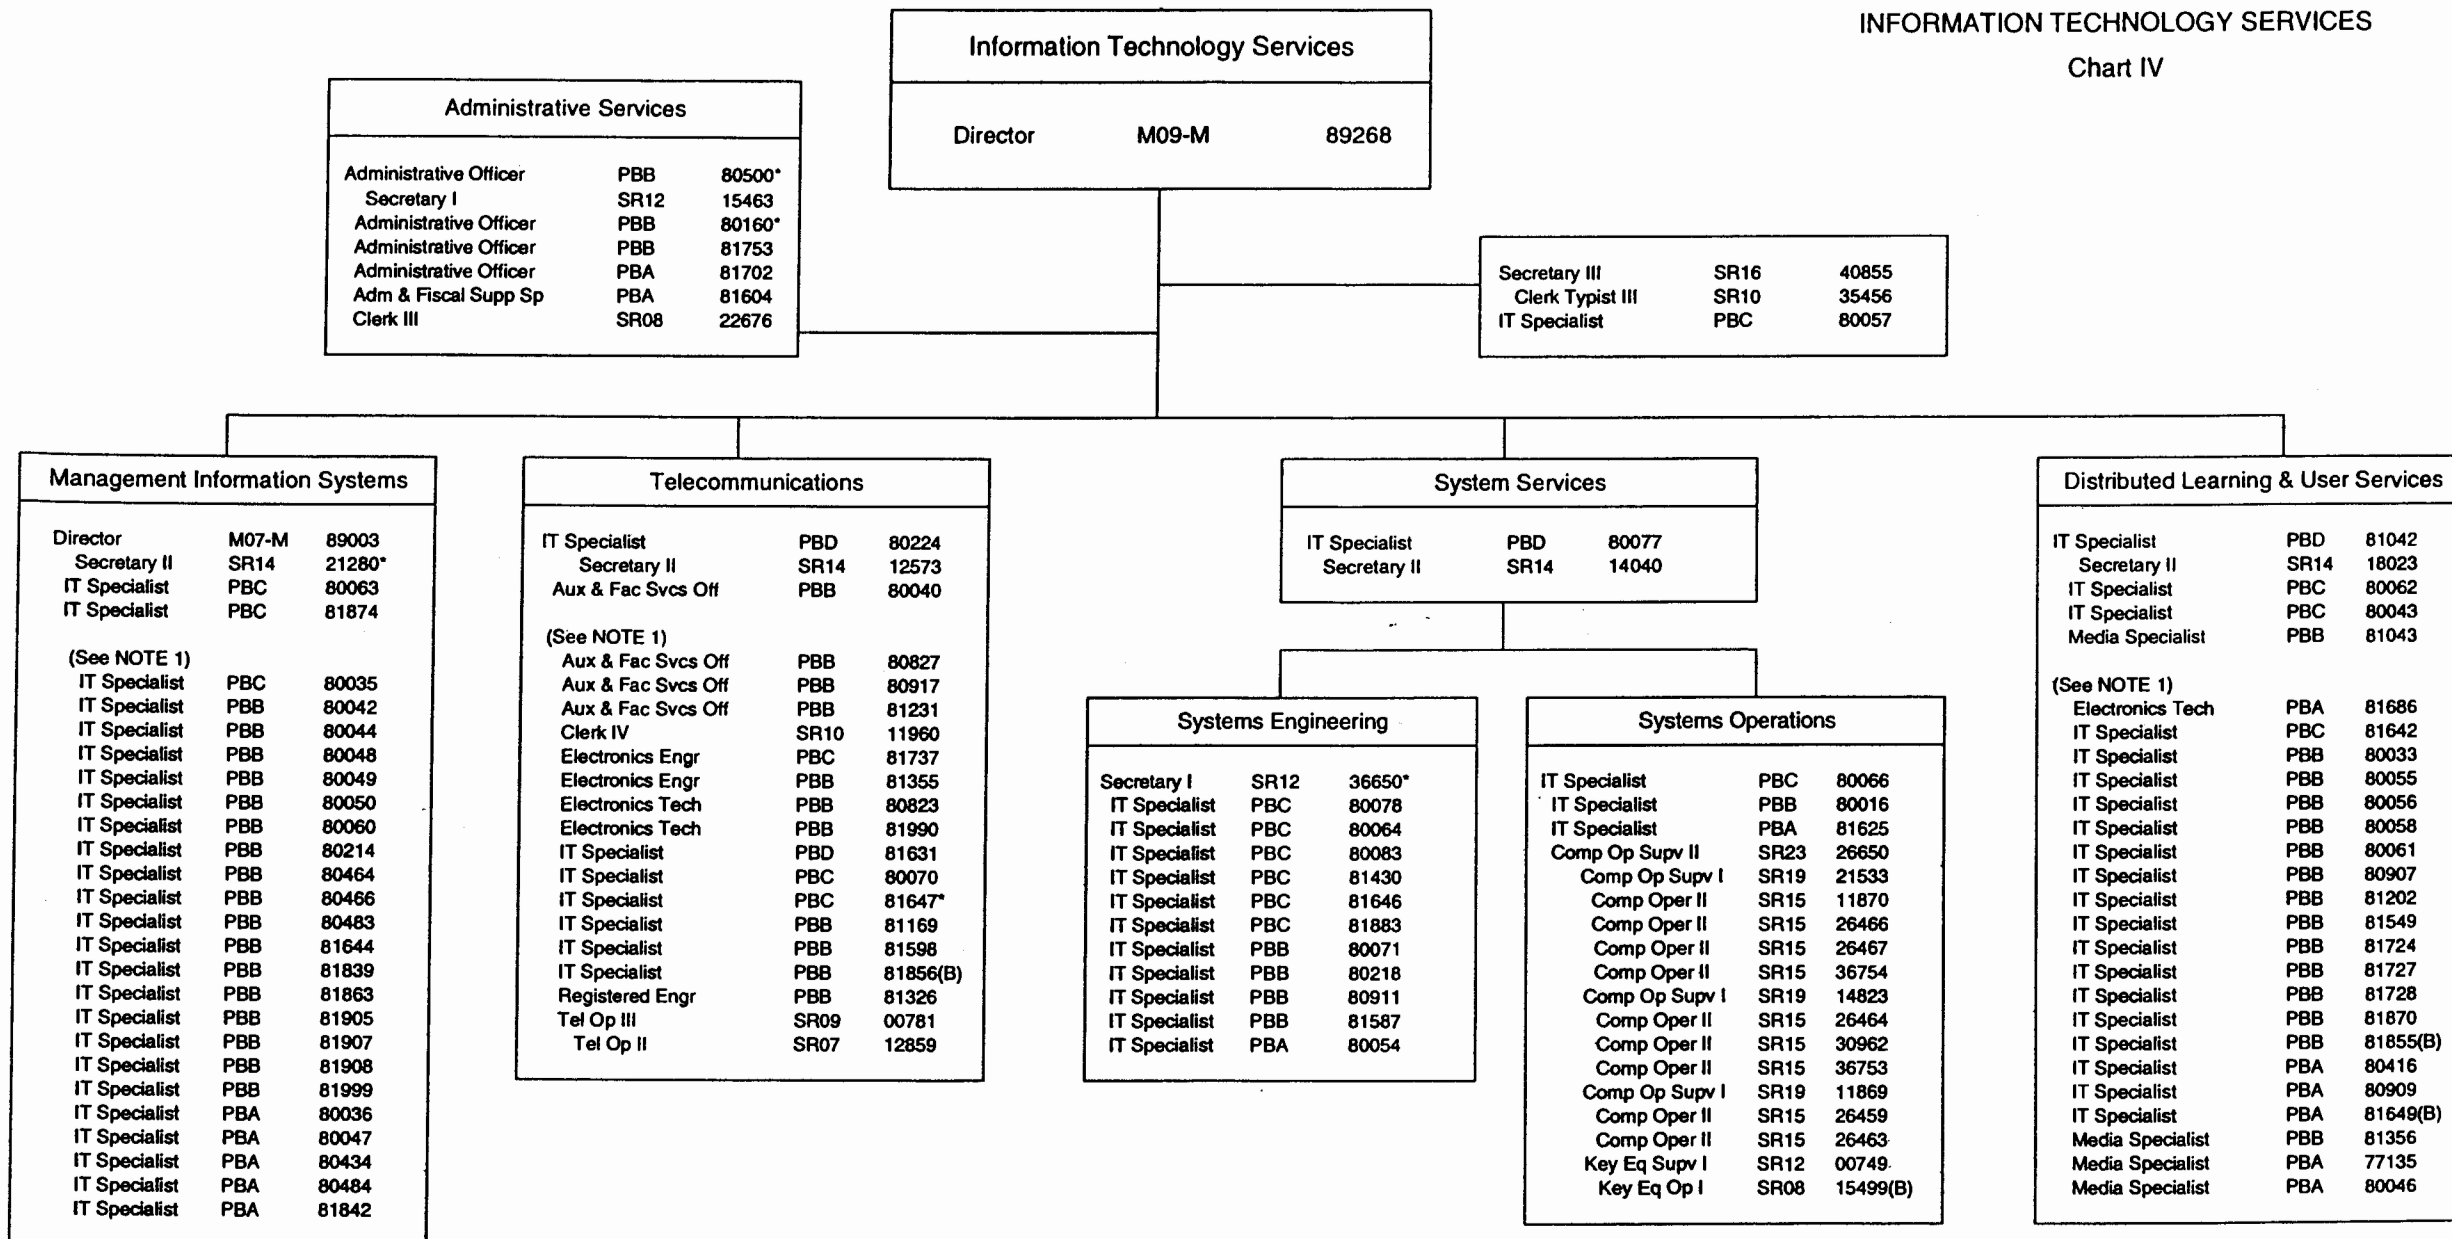 INFORMATION TECHNOLOGY SERVICES
Chart IV
Information Technology Services
Director M09-M 89268
Administrative Services
Administrative Officer PBB 80500*
Secretary I SR12 15463
Administrative Officer PBB 80160*
Administrative Officer PBB 81753
Administrative Officer PBA 81702
Adm & Fiscal Supp Sp PBA 81604
Clerk III SR08 22676
Secretary III SR16 40855
Clerk Typist III SR10 35456
IT Specialist PBC 80057
Management Information Systems
Director M07-M 89003
Secretary II SR14 21280*
IT Specialist PBC 80063
IT Specialist PBC 81874
(See NOTE 1)
IT Specialist PBC 80035
IT Specialist PBB 80042
IT Specialist PBB 80044
IT Specialist PBB 80048
IT Specialist PBB 80049
IT Specialist PBB 80050
IT Specialist PBB 80060
IT Specialist PBB 80214
IT Specialist PBB 80464
IT Specialist PBB 80466
IT Specialist PBB 80483
IT Specialist PBB 81644
IT Specialist PBB 81839
IT Specialist PBB 81863
IT Specialist PBB 81905
IT Specialist PBB 81907
IT Specialist PBB 81908
IT Specialist PBB 81999
IT Specialist PBA 80036
IT Specialist PBA 80047
IT Specialist PBA 80434
IT Specialist PBA 80484
IT Specialist PBA 81842
Telecommunications
IT Specialist PBD 80224
Secretary II SR14 12573
Aux & Fac Svcs Off PBB 80040
(See NOTE 1)
Aux & Fac Svcs Off PBB 80827
Aux & Fac Svcs Off PBB 80917
Aux & Fac Svcs Off PBB 81231
Clerk IV SR10 11960
Electronics Engr PBC 81737
Electronics Engr PBB 81355
Electronics Tech PBB 80823
Electronics Tech PBB 81990
IT Specialist PBD 81631
IT Specialist PBC 80070
IT Specialist PBC 81647*
IT Specialist PBB 81169
IT Specialist PBB 81598
IT Specialist PBB 81856(B)
Registered Engr PBB 81326
Tel Op III SR09 00781
Tel Op II SR07 12859
System Services
IT Specialist PBD 80077
Secretary II SR14 14040
Systems Engineering
Secretary I SR12 36650*
IT Specialist PBC 80078
IT Specialist PBC 80064
IT Specialist PBC 80083
IT Specialist PBC 81430
IT Specialist PBC 81646
IT Specialist PBC 81883
IT Specialist PBB 80071
IT Specialist PBB 80218
IT Specialist PBB 80911
IT Specialist PBB 81587
IT Specialist PBA 80054
Systems Operations
IT Specialist PBC 80066
IT Specialist PBB 80016
IT Specialist PBA 81625
Comp Op Supv II SR23 26650
Comp Op Supv I SR19 21533
Comp Oper II SR15 11870
Comp Oper II SR15 26466
Comp Oper II SR15 26467
Comp Oper II SR15 36754
Comp Op Supv I SR19 14823
Comp Oper II SR15 26464
Comp Oper II SR15 30962
Comp Oper II SR15 36753
Comp Op Supv I SR19 11869
Comp Oper II SR15 26459
Comp Oper II SR15 26463
Key Eq Supv I SR12 00749
Key Eq Op I SR08 15499(B)
Distributed Learning & User Services
IT Specialist PBD 81042
Secretary II SR14 18023
IT Specialist PBC 80062
IT Specialist PBC 80043
Media Specialist PBB 81043
(See NOTE 1)
Electronics Tech PBA 81686
IT Specialist PBC 81642
IT Specialist PBB 80033
IT Specialist PBB 80055
IT Specialist PBB 80056
IT Specialist PBB 80058
IT Specialist PBB 80061
IT Specialist PBB 80907
IT Specialist PBB 81202
IT Specialist PBB 81549
IT Specialist PBB 81724
IT Specialist PBB 81727
IT Specialist PBB 81728
IT Specialist PBB 81870
IT Specialist PBB 81855(B)
IT Specialist PBA 80416
IT Specialist PBA 80909
IT Specialist PBA 81649(B)
Media Specialist PBB 81356
Media Specialist PBA 77135
Media Specialist PBA 80046